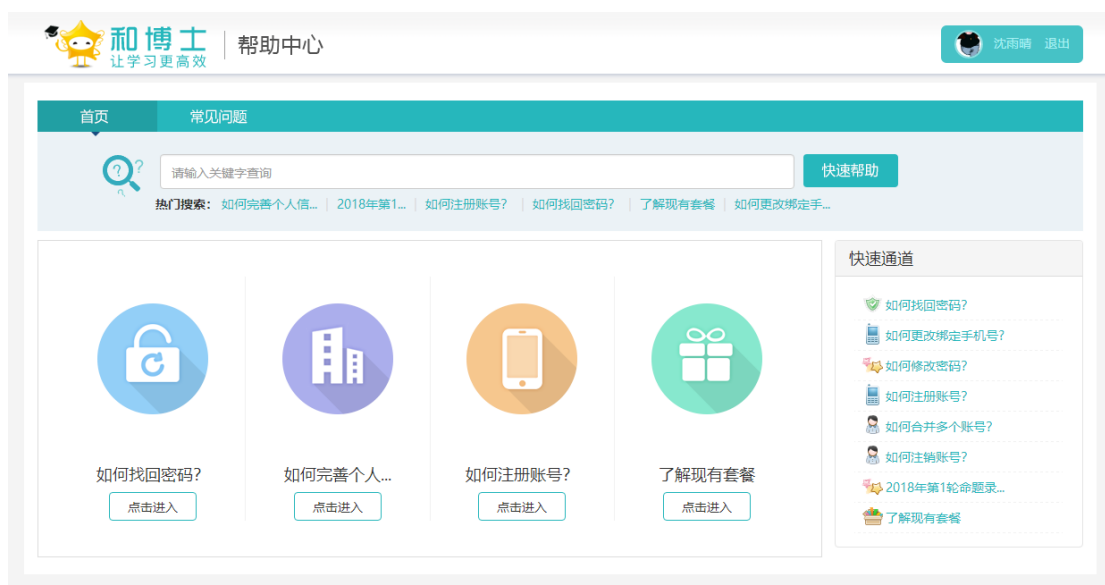 和博士
让学习更高效
帮助中心
沈雨晴 退出
首页 常见问题
请输入关键字查询
快速帮助
热门搜索： 如何完善个人信... | 2018年第1... | 如何注册账号? | 如何找回密码? | 了解现有套餐 | 如何更改绑定手...
如何找回密码? 如何完善个人... 如何注册账号? 了解现有套餐
点击进入 点击进入 点击进入 点击进入
快速通道
如何找回密码?
如何更改绑定手机号?
如何修改密码?
如何注册账号?
如何合并多个账号?
如何注销账号?
2018年第1轮命题录...
了解现有套餐